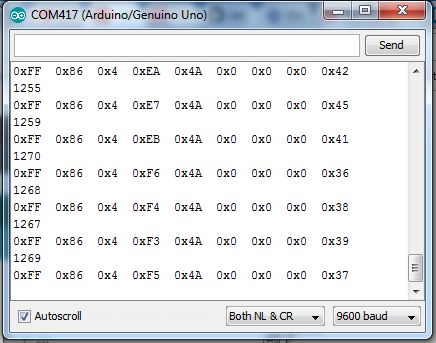 COM417 (Arduino/Genuino Uno)
Send
0xFF 0x86 0x4 0xEA 0x4A 0x0 0x0 0x0 0x42
1255
0xFF 0x86 0x4 0xE7 0x4A 0x0 0x0 0x0 0x45
1259
0xFF 0x86 0x4 0xEB 0x4A 0x0 0x0 0x0 0x41
1270
0xFF 0x86 0x4 0xF6 0x4A 0x0 0x0 0x0 0x36
1268
0xFF 0x86 0x4 0xF4 0x4A 0x0 0x0 0x0 0x38
1267
0xFF 0x86 0x4 0xF3 0x4A 0x0 0x0 0x0 0x39
1269
0xFF 0x86 0x4 0xF5 0x4A 0x0 0x0 0x0 0x37
Autoscroll Both NL & CR 9600 baud